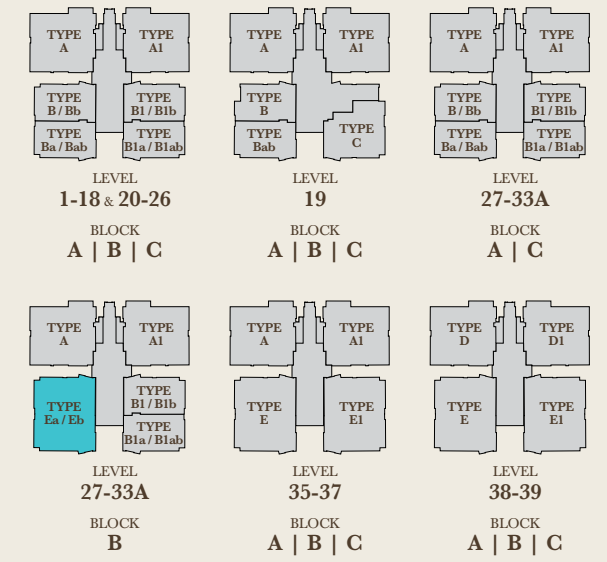 TYPE
A
TYPE
A1
TYPE
B / Bb
TYPE
B1 / B1b
TYPE
Ba / Bab
TYPE
B1a / B1ab
LEVEL
1-18 & 20-26
BLOCK
A | B | C
TYPE
A
TYPE
A1
TYPE
B
TYPE
Bab
TYPE
C
LEVEL
19
BLOCK
A | B | C
TYPE
A
TYPE
A1
TYPE
B / Bb
TYPE
B1 / B1b
TYPE
Ba / Bab
TYPE
B1a / B1ab
LEVEL
27-33A
BLOCK
A | C
TYPE
A
TYPE
A1
TYPE
Ea / Eb
TYPE
B1 / B1b
TYPE
B1a / B1ab
LEVEL
27-33A
BLOCK
B
TYPE
A
TYPE
A1
TYPE
E
TYPE
E1
LEVEL
35-37
BLOCK
A | B | C
TYPE
D
TYPE
D1
TYPE
E
TYPE
E1
LEVEL
38-39
BLOCK
A | B | C